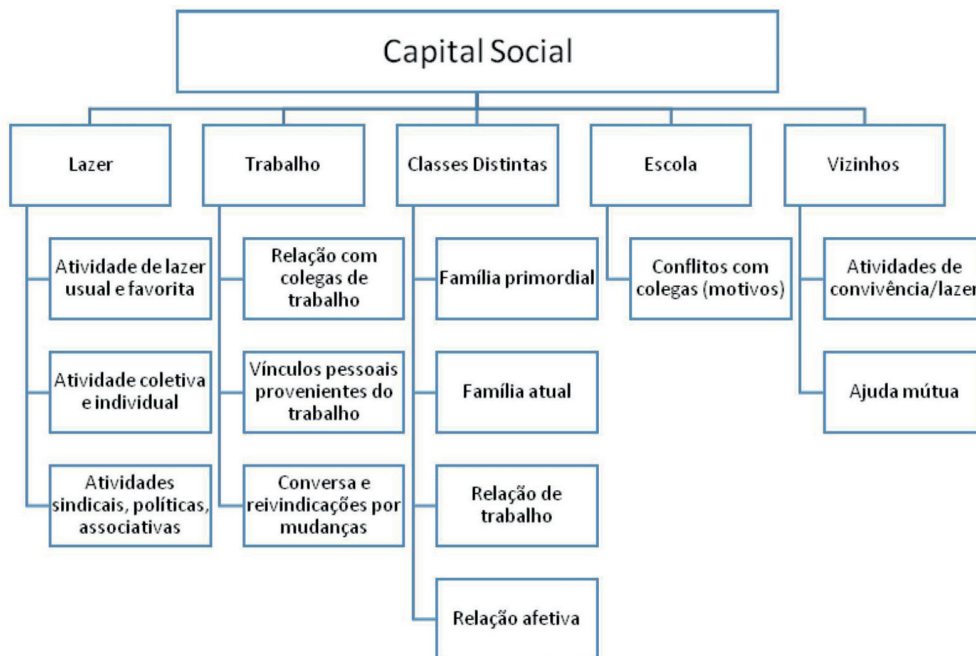 Capital Social
Lazer
Trabalho
Classes Distintas
Escola
Vizinhos
Atividade de lazer
usual e favorita
Atividade coletiva
e individual
Atividades
sindicais, políticas,
associativas
Relação com
colegas de
trabalho
Vínculos pessoais
provenientes do
trabalho
Conversa e
reivindicações por
mudanças
Família primordial
Família atual
Relação de
trabalho
Relação afetiva
Conflitos com
colegas (motivos)
Atividades de
convivência/lazer
Ajuda mútua